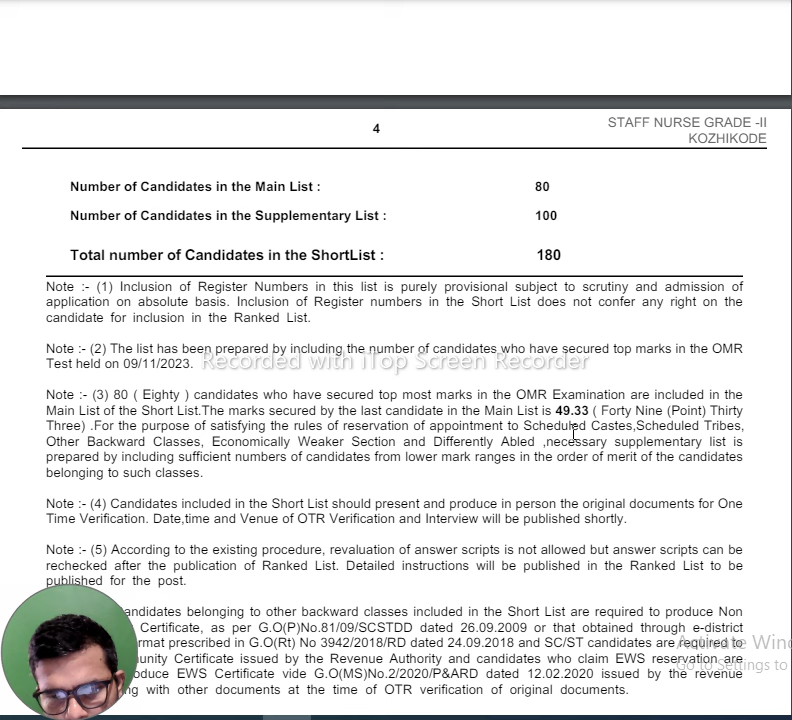 4
STAFF NURSE GRADE -II
KOZHIKODE
Number of Candidates in the Main List : 80
Number of Candidates in the Supplementary List : 100
Total number of Candidates in the ShortList : 180
Note :- (1) Inclusion of Register Numbers in this list is purely provisional subject to scrutiny and admission of
application on absolute basis. Inclusion of Register numbers in the Short List does not confer any right on the
candidate for inclusion in the Ranked List.
Note :- (2) The list has been prepared by including the number of candidates who have secured top marks in the OMR
Test held on 09/11/2023.
Recorded with iTop Screen Recorder
Note :- (3) 80 ( Eighty ) candidates who have secured top most marks in the OMR Examination are included in the
Main List of the Short List.The marks secured by the last candidate in the Main List is 49.33 ( Forty Nine (Point) Thirty
Three) .For the purpose of satisfying the rules of reservation of appointment to Scheduled Castes,Scheduled Tribes,
Other Backward Classes, Economically Weaker Section and Differently Abled ,necessary supplementary list is
prepared by including sufficient numbers of candidates from lower mark ranges in the order of merit of the candidates
belonging to such classes.
Note :- (4) Candidates included in the Short List should present and produce in person the original documents for One
Time Verification. Date,time and Venue of OTR Verification and Interview will be published shortly.
Note :- (5) According to the existing procedure, revaluation of answer scripts is not allowed but answer scripts can be
rechecked after the publication of Ranked List. Detailed instructions will be published in the Ranked List to be
published for the post.
andidates belonging to other backward classes included in the Short List are required to produce Non
Certificate, as per G.O(P)No.81/09/SCSTDD dated 26.09.2009 or that obtained through e-district
rmat prescribed in G.O(Rt) No 3942/2018/RD dated 24.09.2018 and SC/ST candidates are required to
unity Certificate issued by the Revenue Authority and candidates who claim EWS reservation are
oduce EWS Certificate vide G.O(MS)No.2/2020/P&ARD dated 12.02.2020 issued by the revenue
ng with other documents at the time of OTR verification of original documents.
Activate Win
Go to Settings to